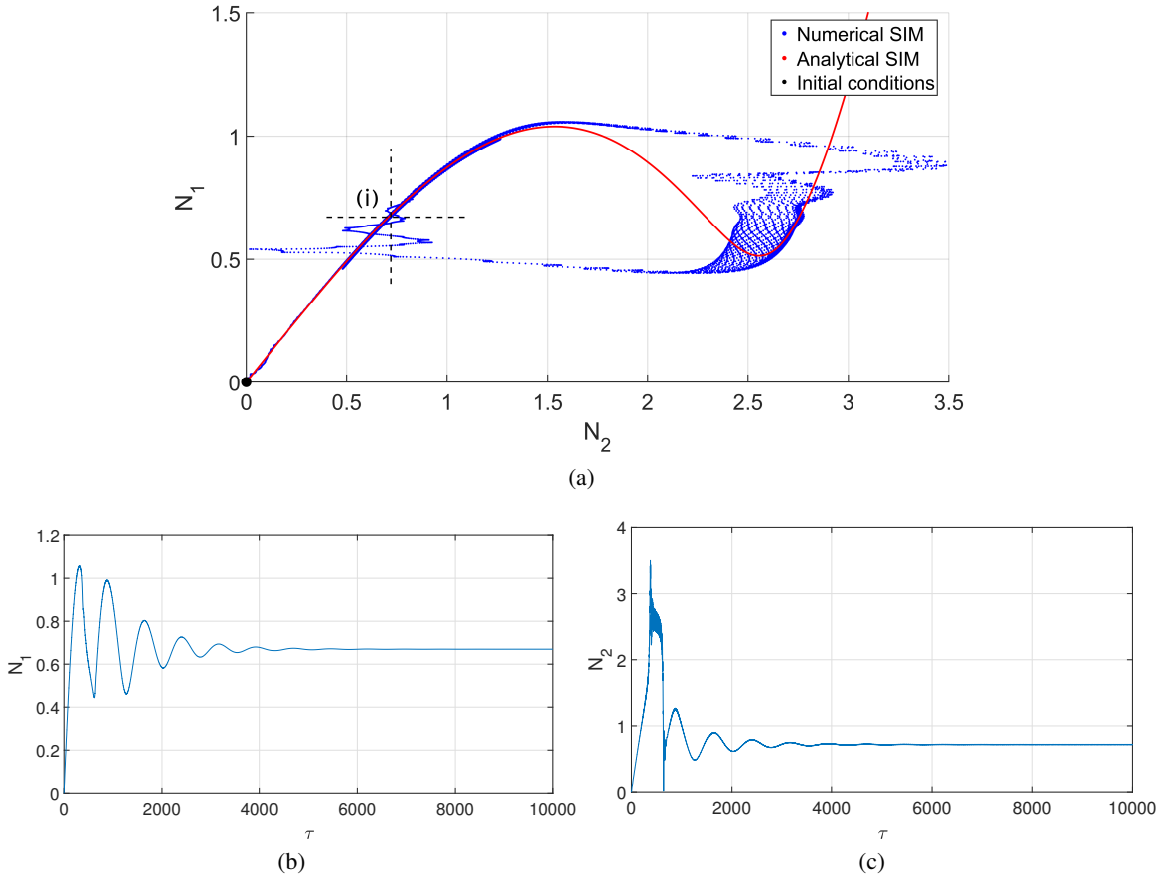 1.5
1
0.5
0
N1
Numerical SIM
Analytical SIM
Initial conditions
(i)
0 0.5 1 1.5 2 2.5 3 3.5
N2
(a)
1.2
1
0.8
0.6
0.4
0.2
0
N1
0 2000 4000 6000 8000 10000
τ
(b)
4
3
2
1
0
N2
0 2000 4000 6000 8000 10000
τ
(c)